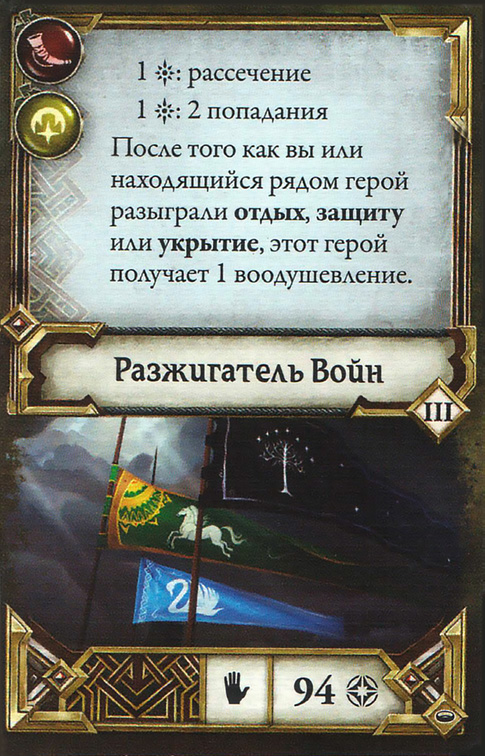 1 : рассечение
1 : 2 попадания
После того как вы или
находящийся рядом герой
разыграли отдых, защиту
или укрытие, этот герой
получает 1 воодушевление.
Разжигатель Войн
III
94